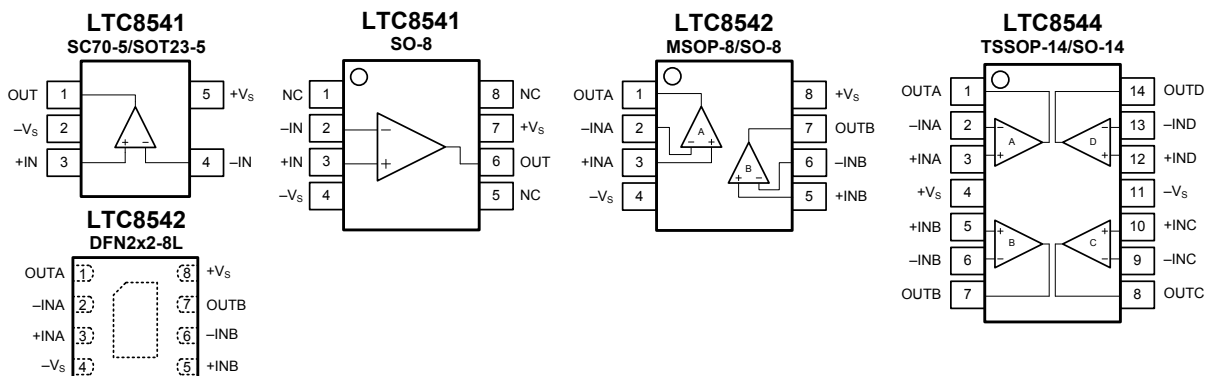 LTC8541
SC70-5/SOT23-5
OUT 1 5 +VS
–VS 2
+IN 3 + – 4 –IN
LTC8541
SO-8
NC 1 8 NC
–IN 2 – 7 +VS
+IN 3 + 6 OUT
–VS 4 5 NC
LTC8542
MSOP-8/SO-8
OUTA 1 8 +VS
–INA 2 A 7 OUTB
+INA 3 – + B 6 –INB
–VS 4 + – 5 +INB
LTC8544
TSSOP-14/SO-14
OUTA 1 14 OUTD
–INA 2 – – 13 –IND
+INA 3 + A D + 12 +IND
+VS 4 11 –VS
+INB 5 + + 10 +INC
–INB 6 – B C – 9 –INC
OUTB 7 8 OUTC
LTC8542
DFN2x2-8L
OUTA 1 8 +VS
–INA 2 7 OUTB
+INA 3 6 –INB
–VS 4 5 +INB